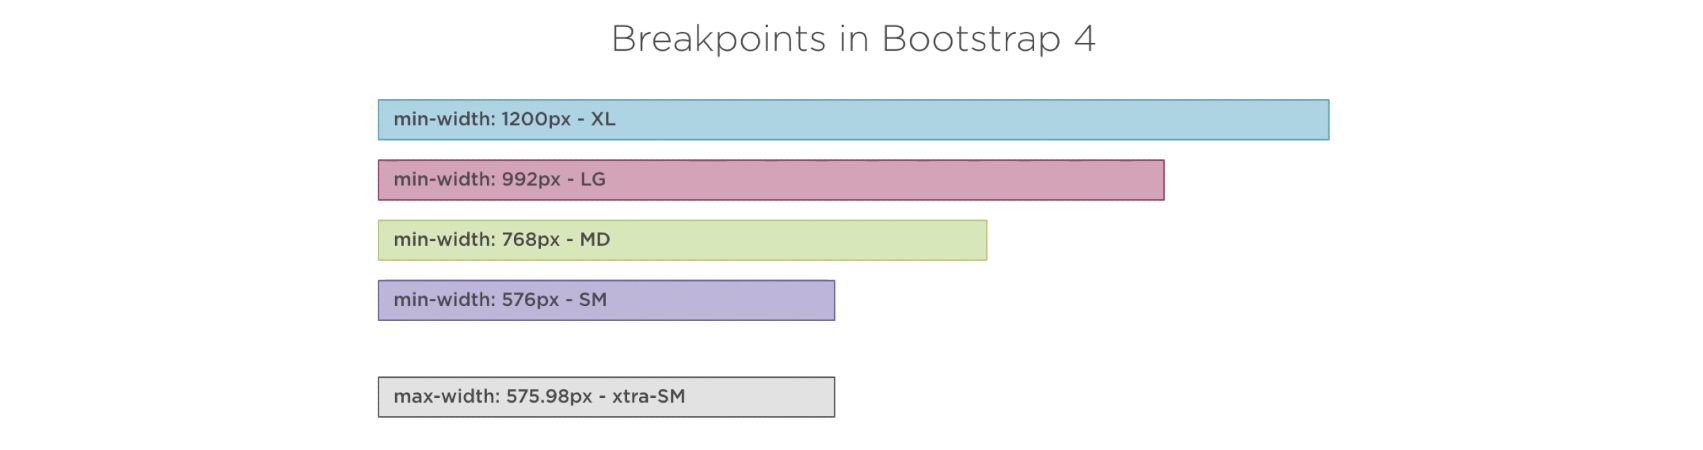 Breakpoints in Bootstrap 4
min-width: 1200px - XL
min-width: 992px - LG
min-width: 768px - MD
min-width: 576px - SM
max-width: 575.98px - xtra-SM